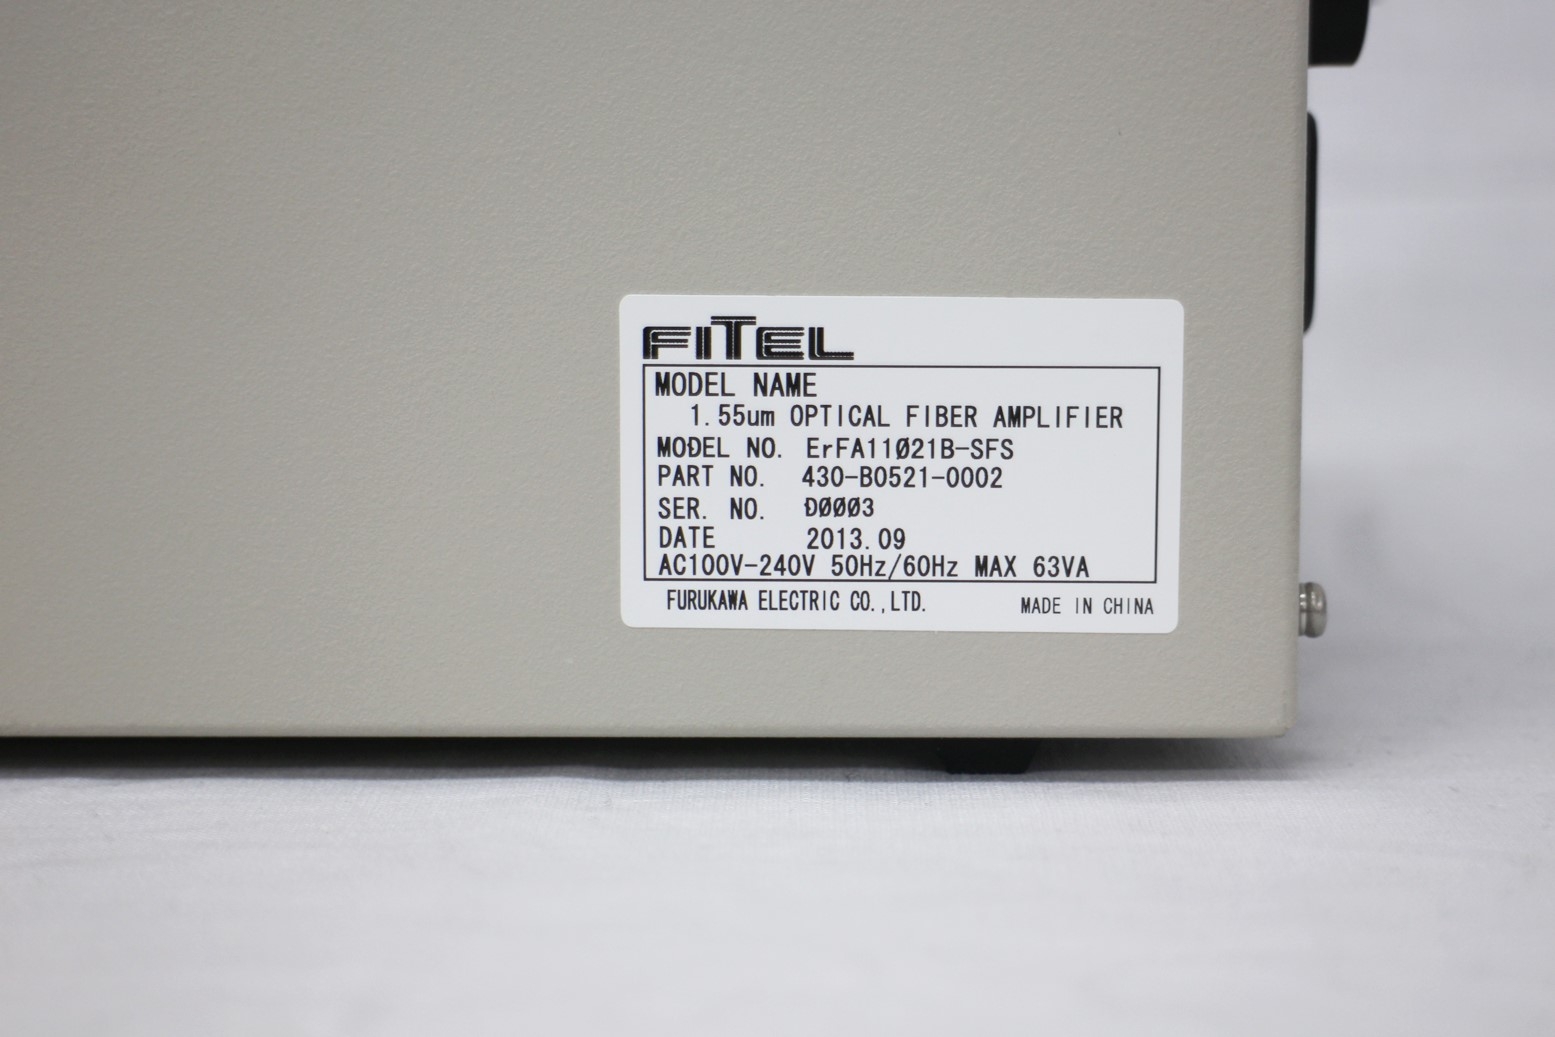 FITEL
MODEL NAME
1.55um OPTICAL FIBER AMPLIFIER
MODEL NO. ErFA11Ø21B-SFS
PART NO. 430-B0521-0002
SER. NO. ĐØØØ3
DATE 2013.09
AC100V-240V 50Hz/60Hz MAX 63VA
FURUKAWA ELECTRIC CO.,LTD. MADE IN CHINA